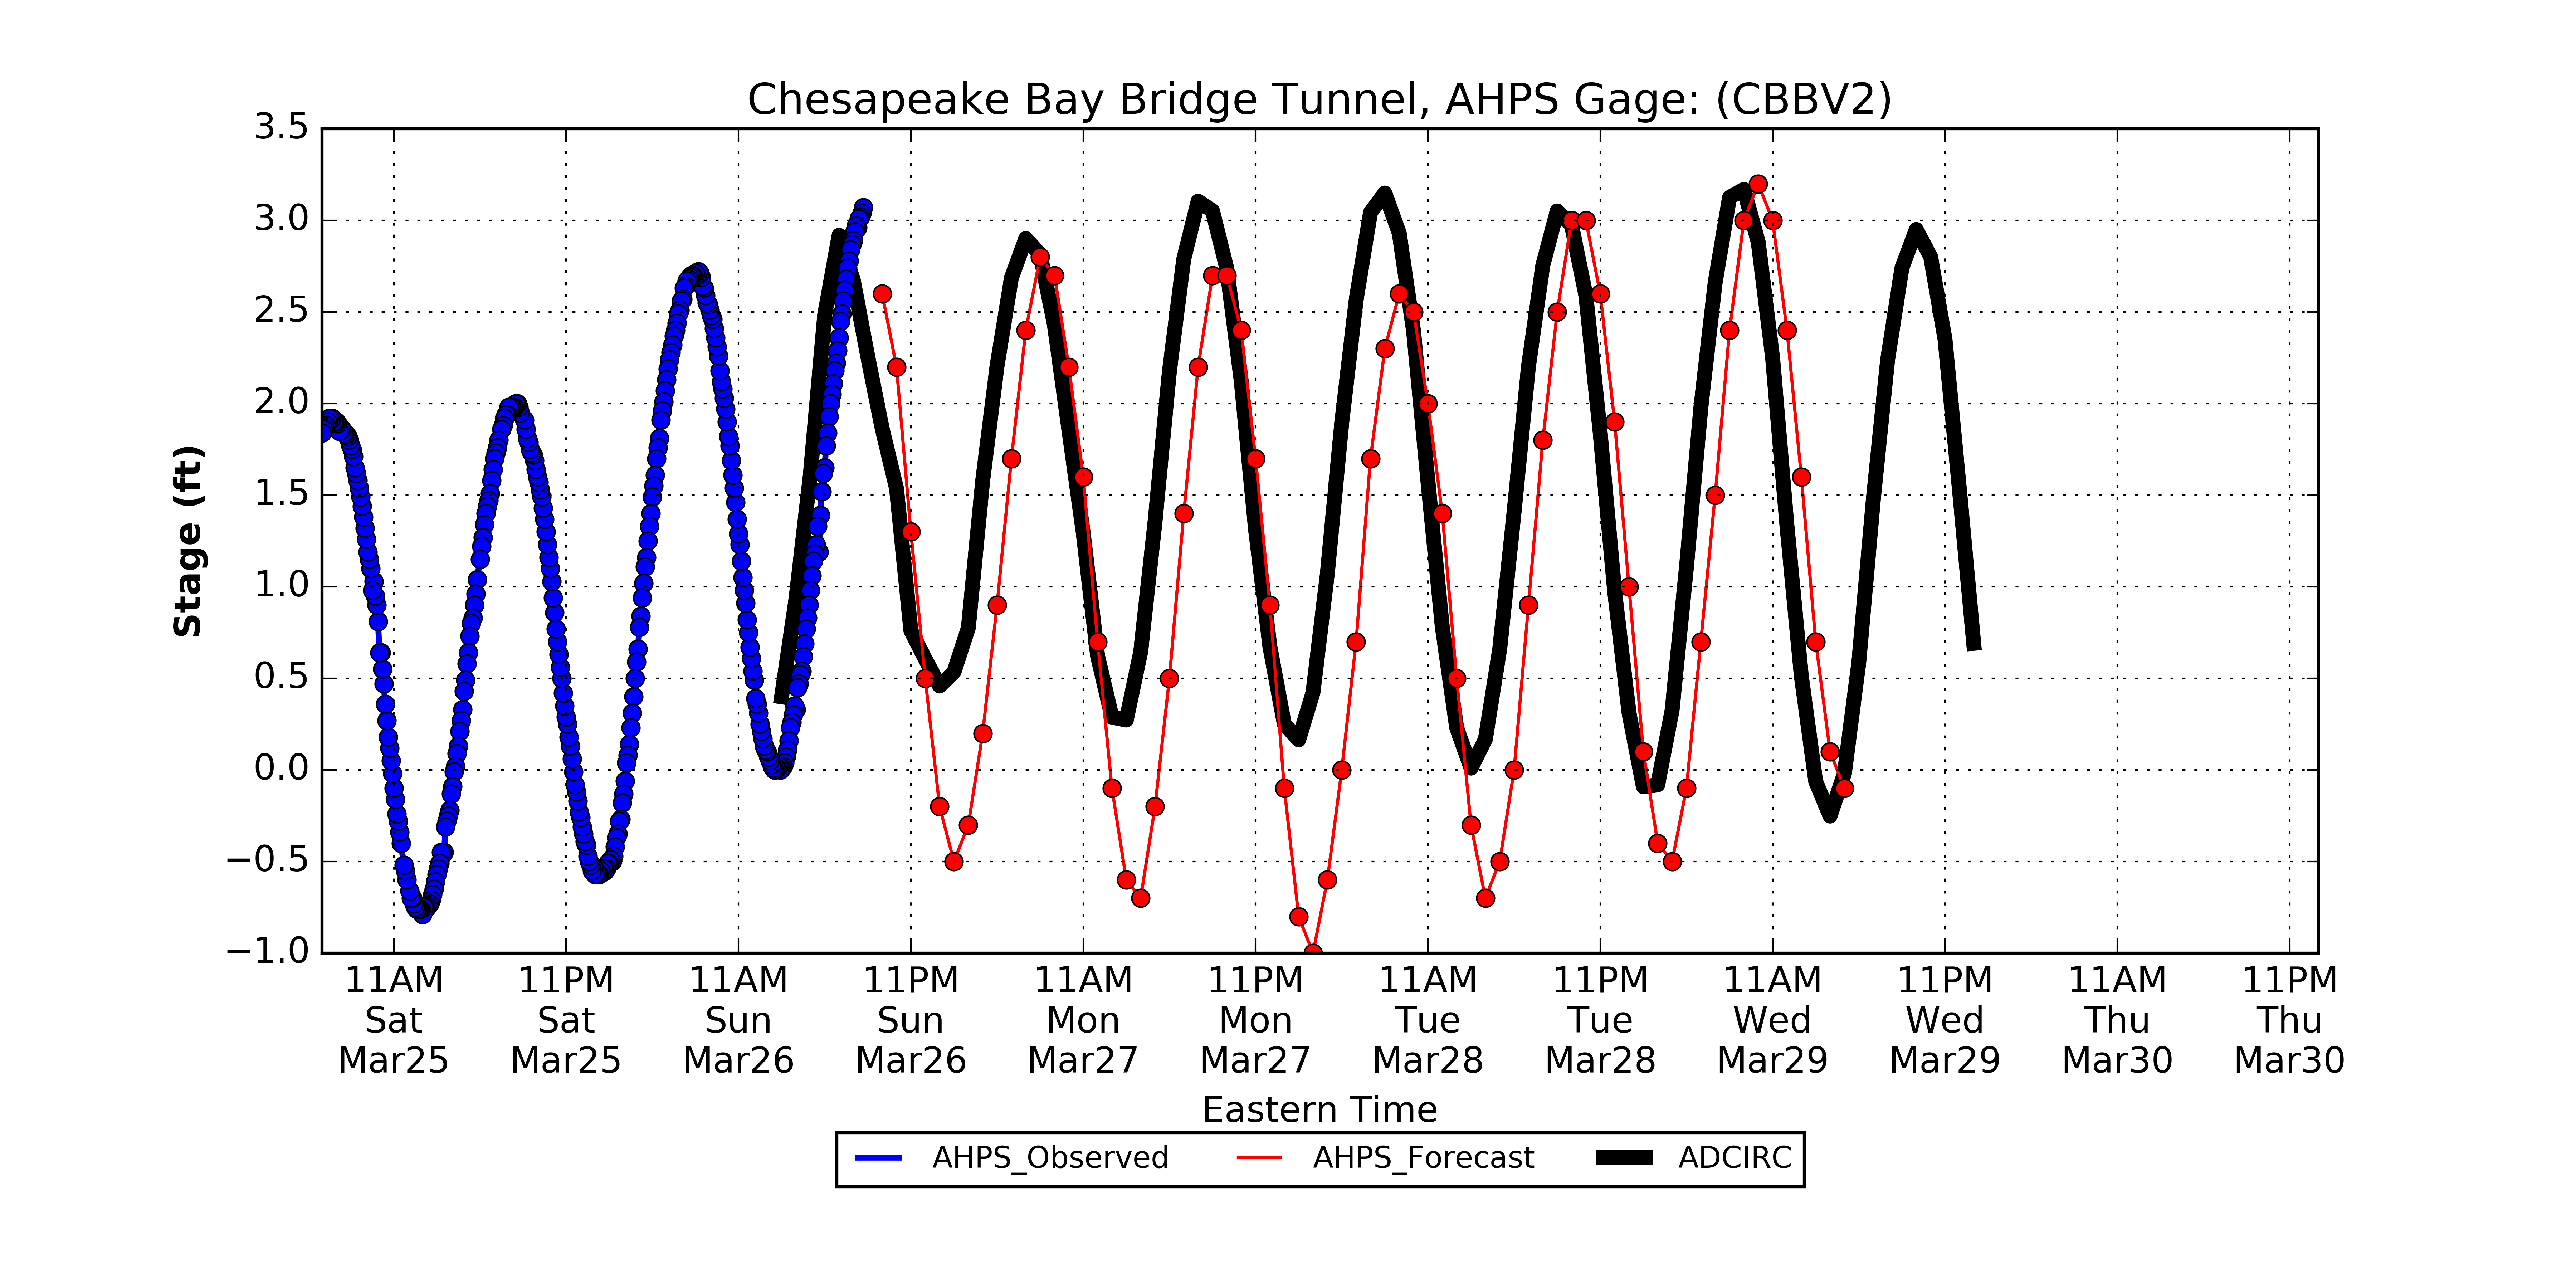 Chesapeake Bay Bridge Tunnel, AHPS Gage: (CBBV2)
3.5
3.0
2.5
2.0
1.5
1.0
0.5
0.0
−0.5
−1.0
Stage (ft)
11AM 11PM 11AM 11PM 11AM 11PM 11AM 11PM 11AM 11PM 11AM 11PM
Sat Sat Sun Sun Mon Mon Tue Tue Wed Wed Thu Thu
Mar25 Mar25 Mar26 Mar26 Mar27 Mar27 Mar28 Mar28 Mar29 Mar29 Mar30 Mar30
Eastern Time
AHPS_Observed AHPS_Forecast ADCIRC